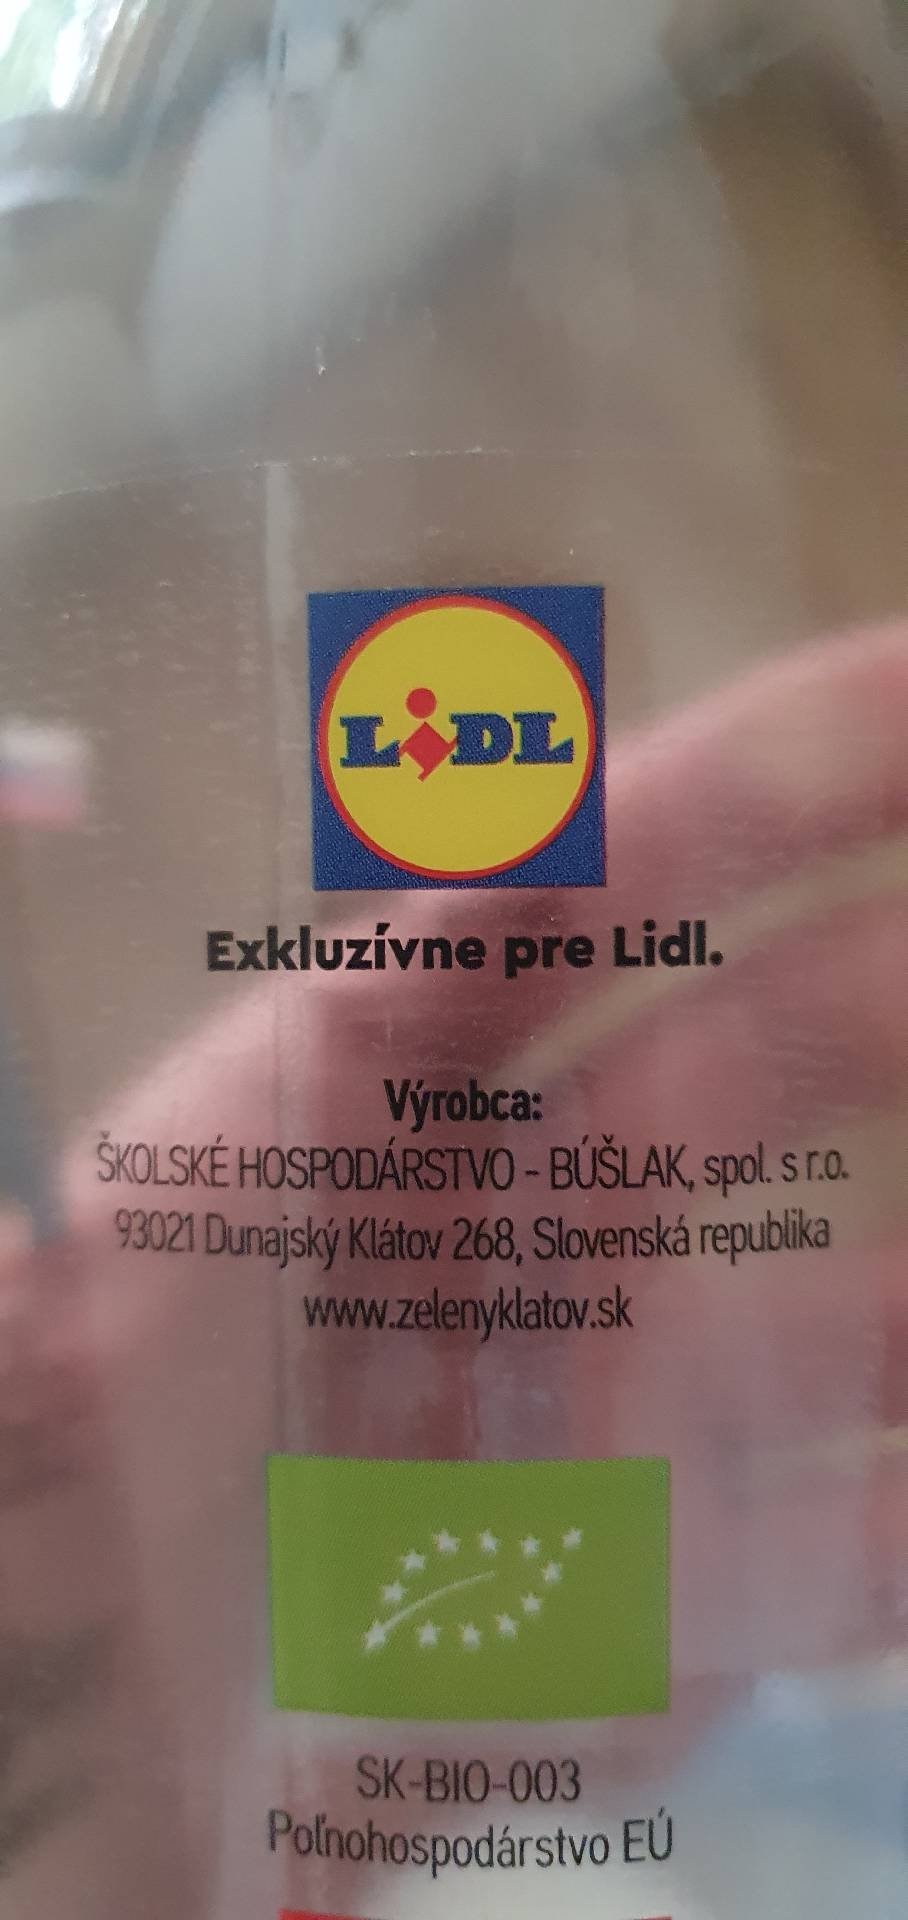 LIDL
Exkluzívne pre Lidl.
Výrobca:
ŠKOLSKÉ HOSPODÁRSTVO - BÚŠLAK, spol. s r.o.
93021 Dunajský Klátov 268, Slovenská republika
www.zelenyklatov.sk
SK-BIO-003
Poľnohospodárstvo EÚ